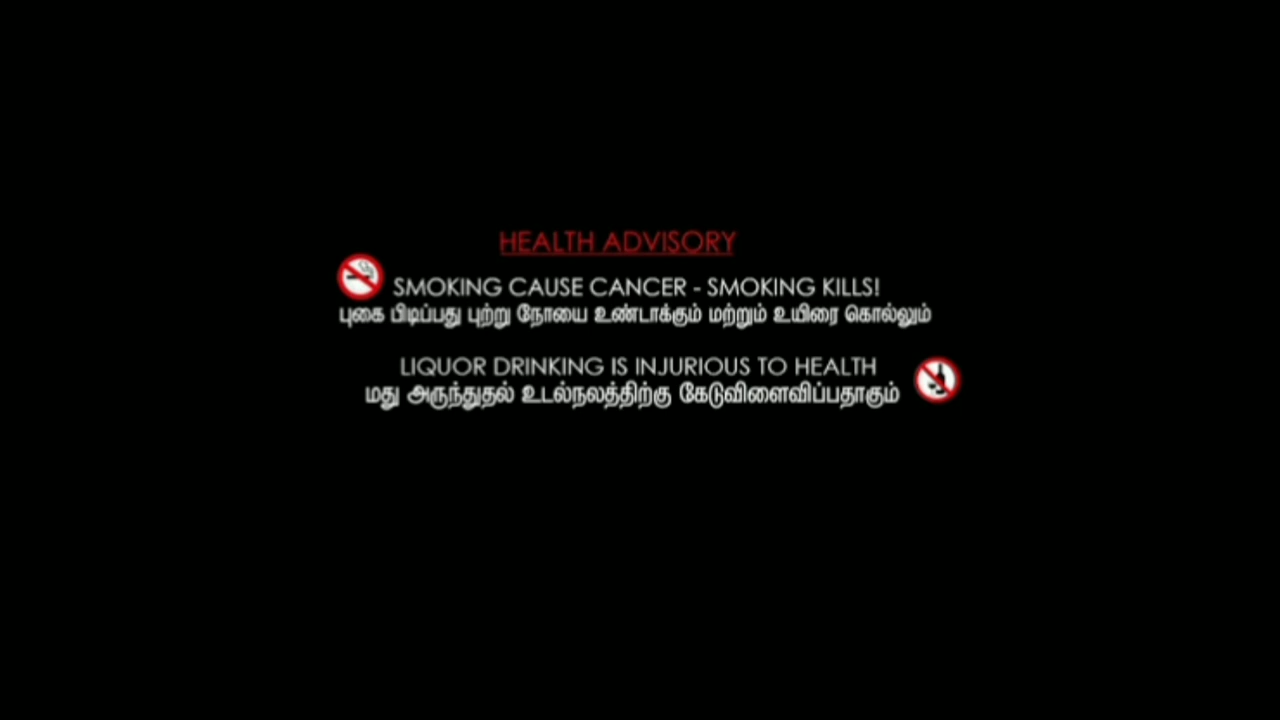 HEALTH ADVISORY
SMOKING CAUSE CANCER - SMOKING KILLS!
புகை பிடிப்பது புற்று நோயை உண்டாக்கும் மற்றும் உயிரை கொல்லும்
LIQUOR DRINKING IS INJURIOUS TO HEALTH
மது அருந்துதல் உடல்நலத்திற்கு கேடுவிளைவிப்பதாகும்